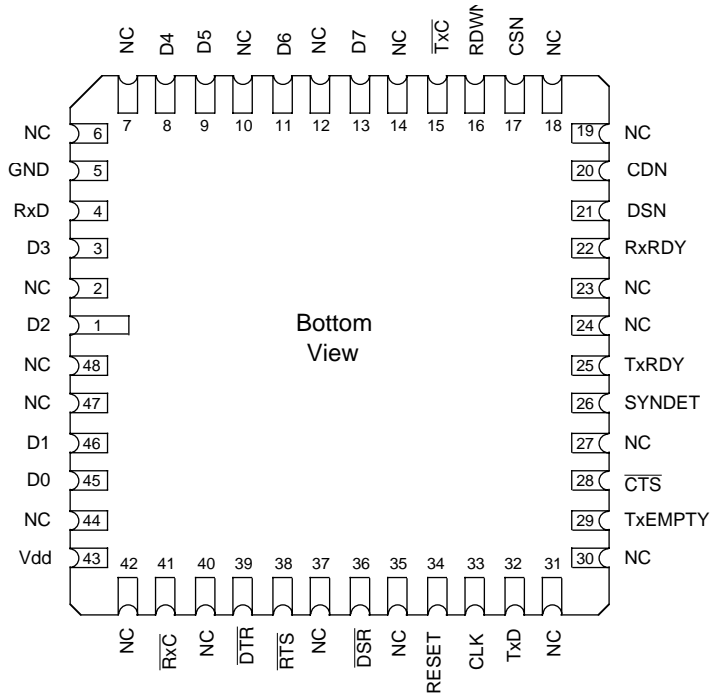 NC D4 D5 NC D6 NC D7 NC TxC RDWN CSN NC
7 8 9 10 11 12 13 14 15 16 17 18
NC 6 19 NC
GND 5 20 CDN
RxD 4 21 DSN
D3 3 22 RxRDY
NC 2 23 NC
D2 1 24 NC
Bottom
View
NC 48 25 TxRDY
NC 47 26 SYNDET
D1 46 27 NC
D0 45 28 CTS
NC 44 29 TxEMPTY
Vdd 43 30 NC
42 41 40 39 38 37 36 35 34 33 32 31
NC RxC NC DTR RTS NC DSR NC RESET CLK TxD NC